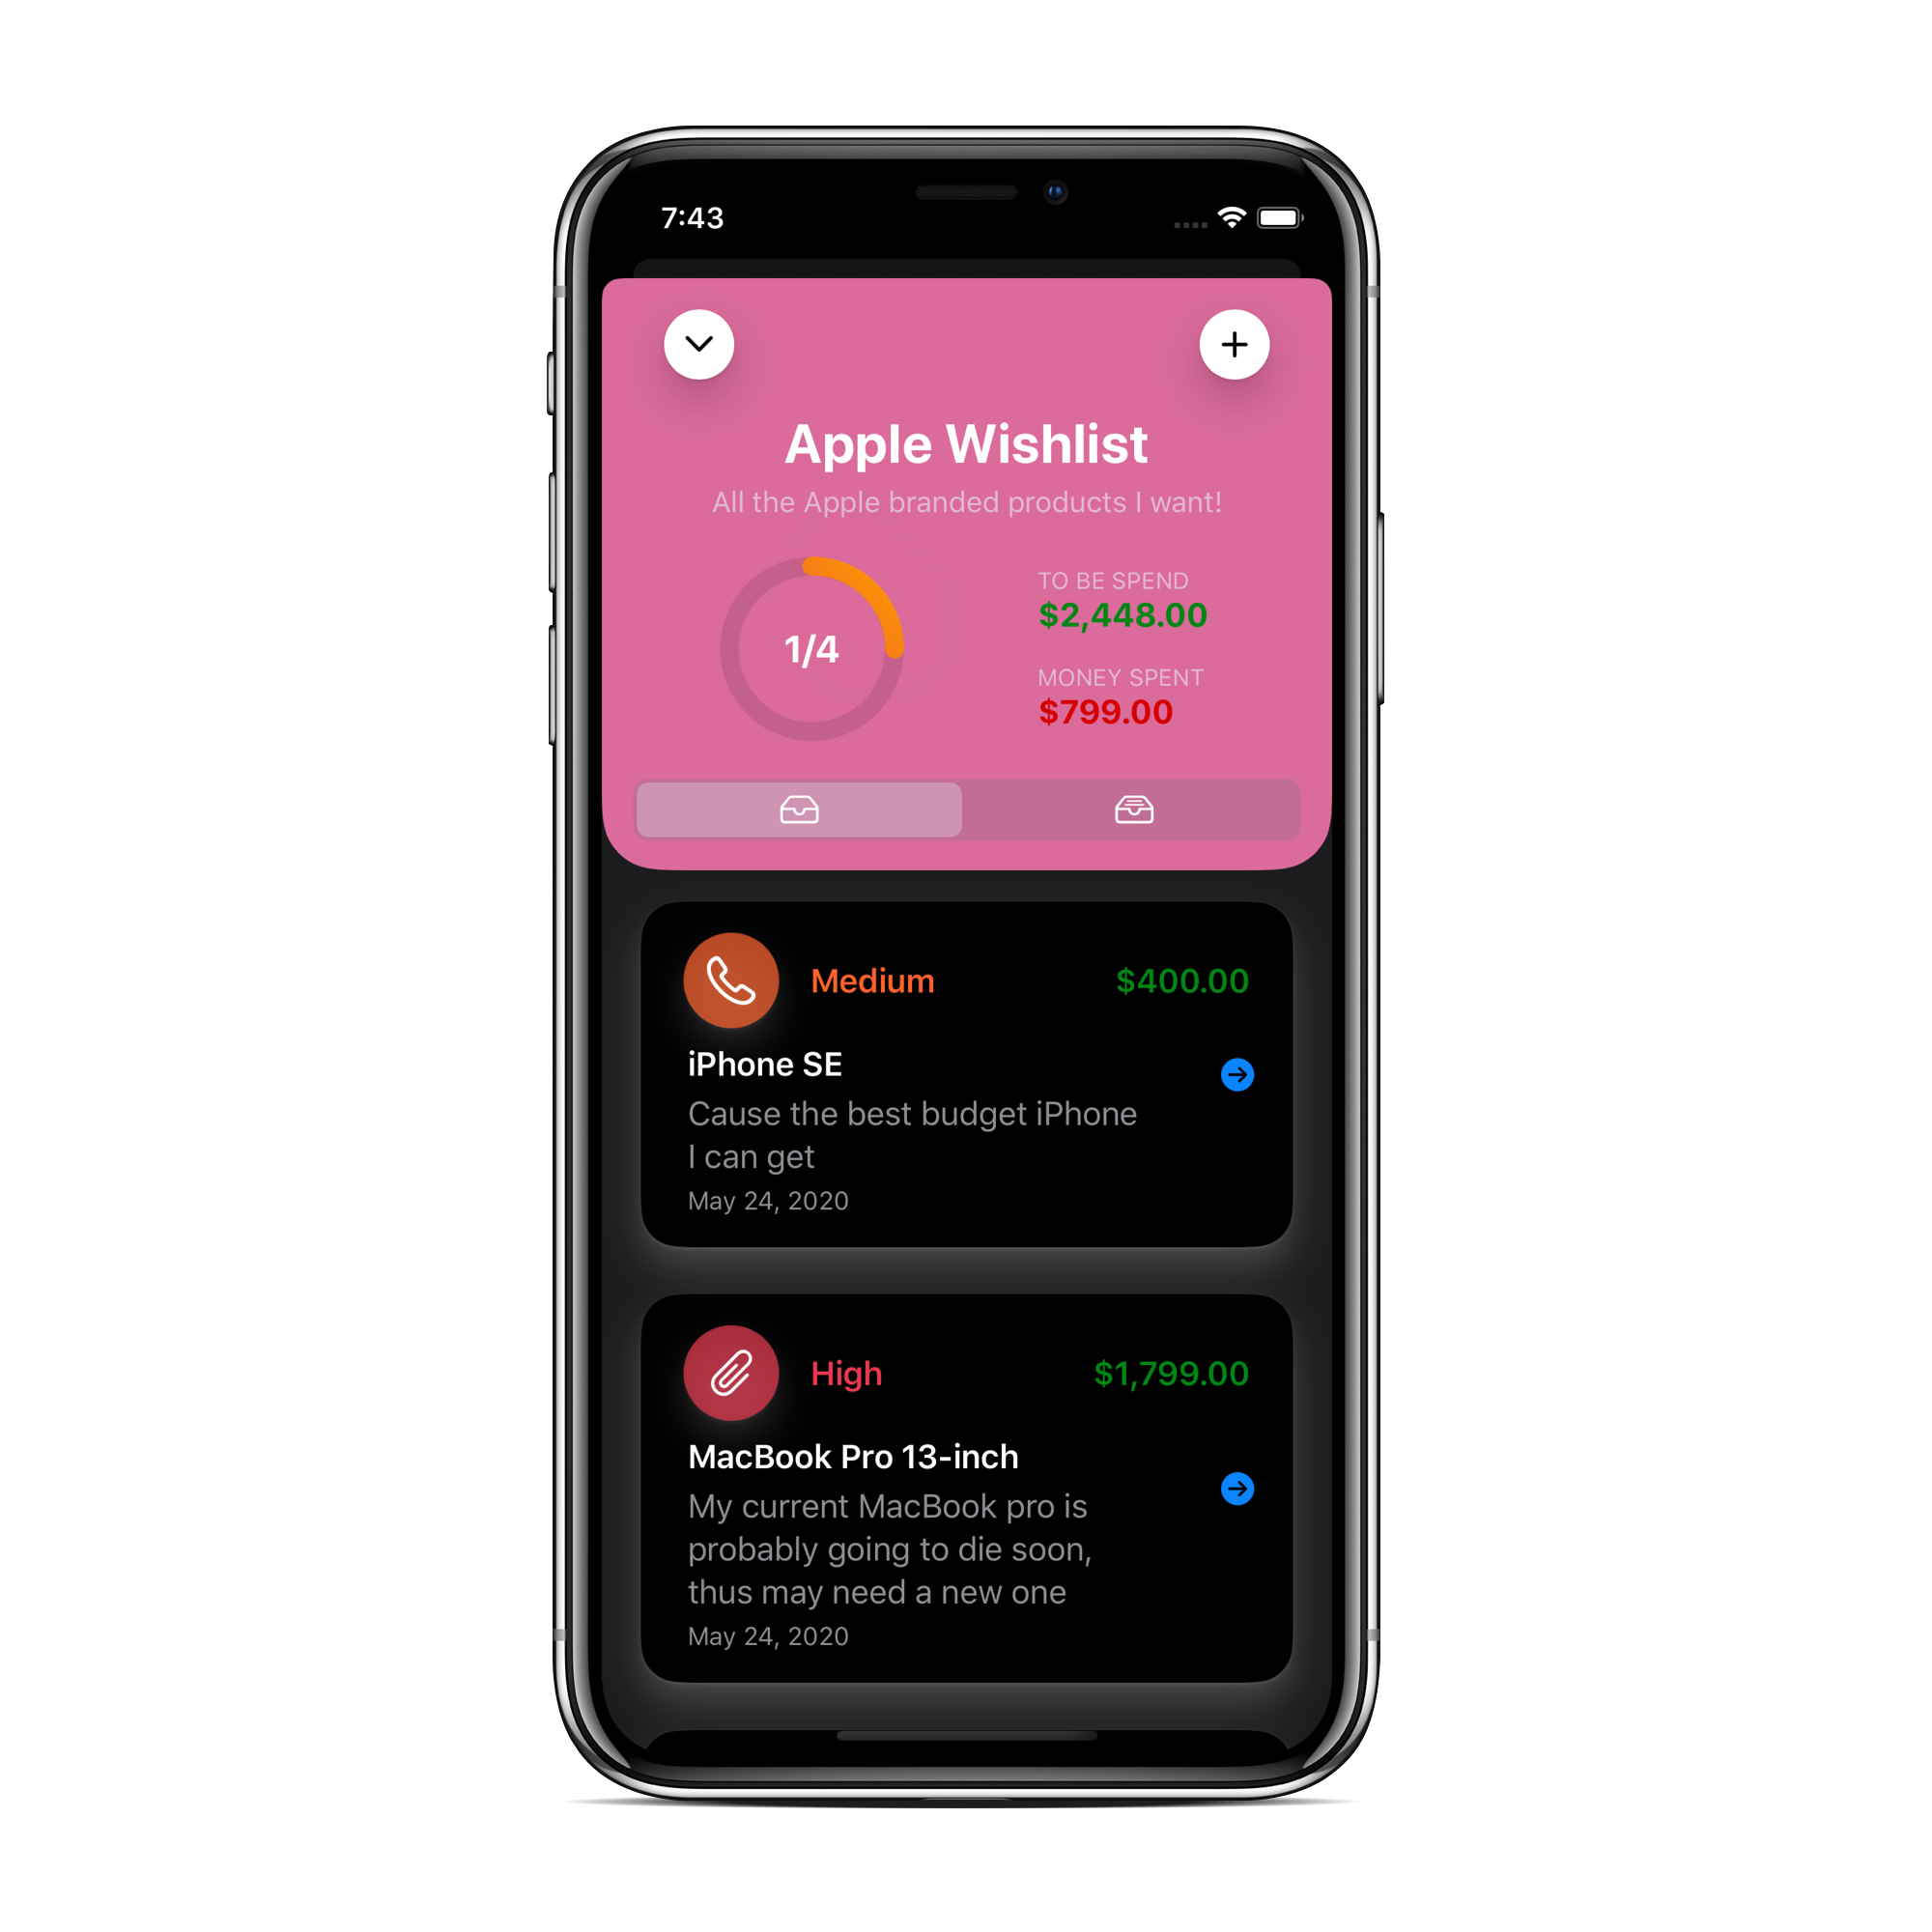 7:43
Apple Wishlist
All the Apple branded products I want!
1/4
TO BE SPEND
$2,448.00
MONEY SPENT
$799.00
Medium
$400.00
iPhone SE
Cause the best budget iPhone
I can get
May 24, 2020
High
$1,799.00
MacBook Pro 13-inch
My current MacBook pro is
probably going to die soon,
thus may need a new one
May 24, 2020